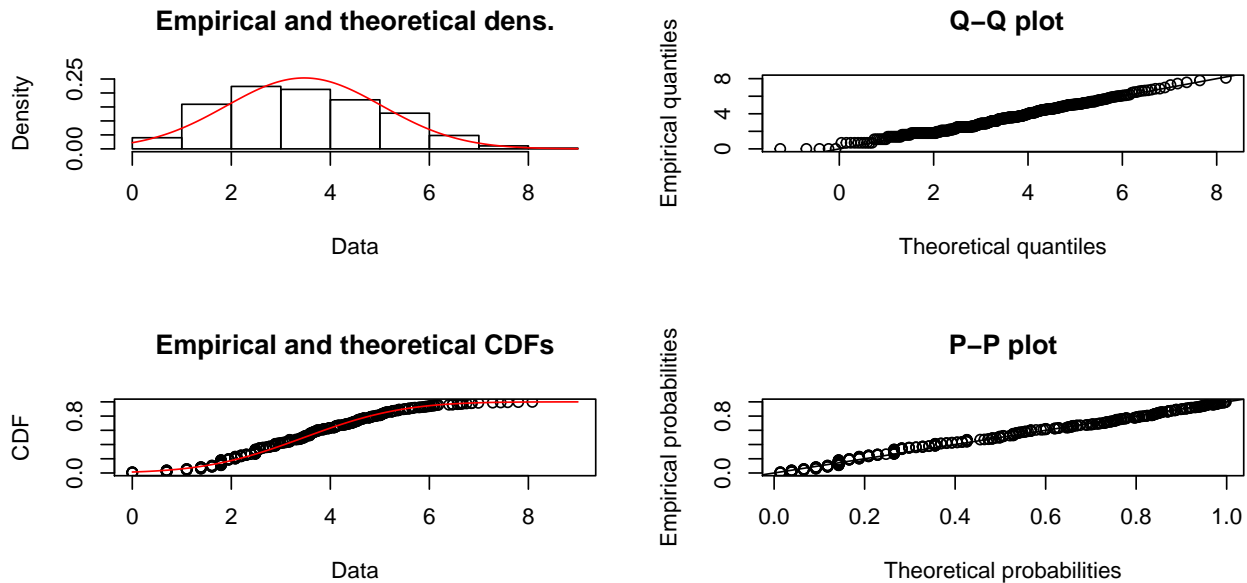 Empirical and theoretical dens.
Density
0.00 0.25
0 2 4 6 8
Data
Q−Q plot
Empirical quantiles
0 4 8
0 2 4 6 8
Theoretical quantiles
Empirical and theoretical CDFs
CDF
0.0 0.8
0 2 4 6 8
Data
P−P plot
Empirical probabilities
0.0 0.8
0.0 0.2 0.4 0.6 0.8 1.0
Theoretical probabilities